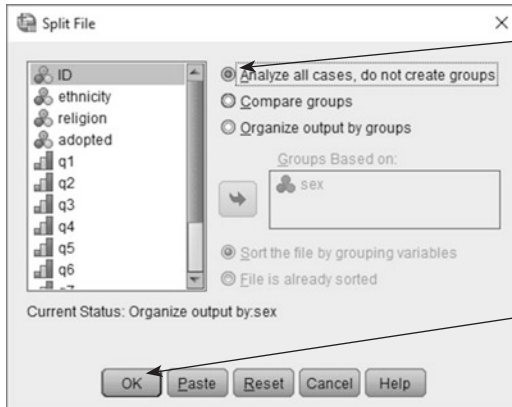 Split File
ID
ethnicity
religion
adopted
q1
q2
q3
q4
q5
q6
Analyze all cases, do not create groups
Compare groups
Organize output by groups
Groups Based on:
sex
Sort the file by grouping variables
File is already sorted
Current Status: Organize output by:sex
OK Paste Reset Cancel Help